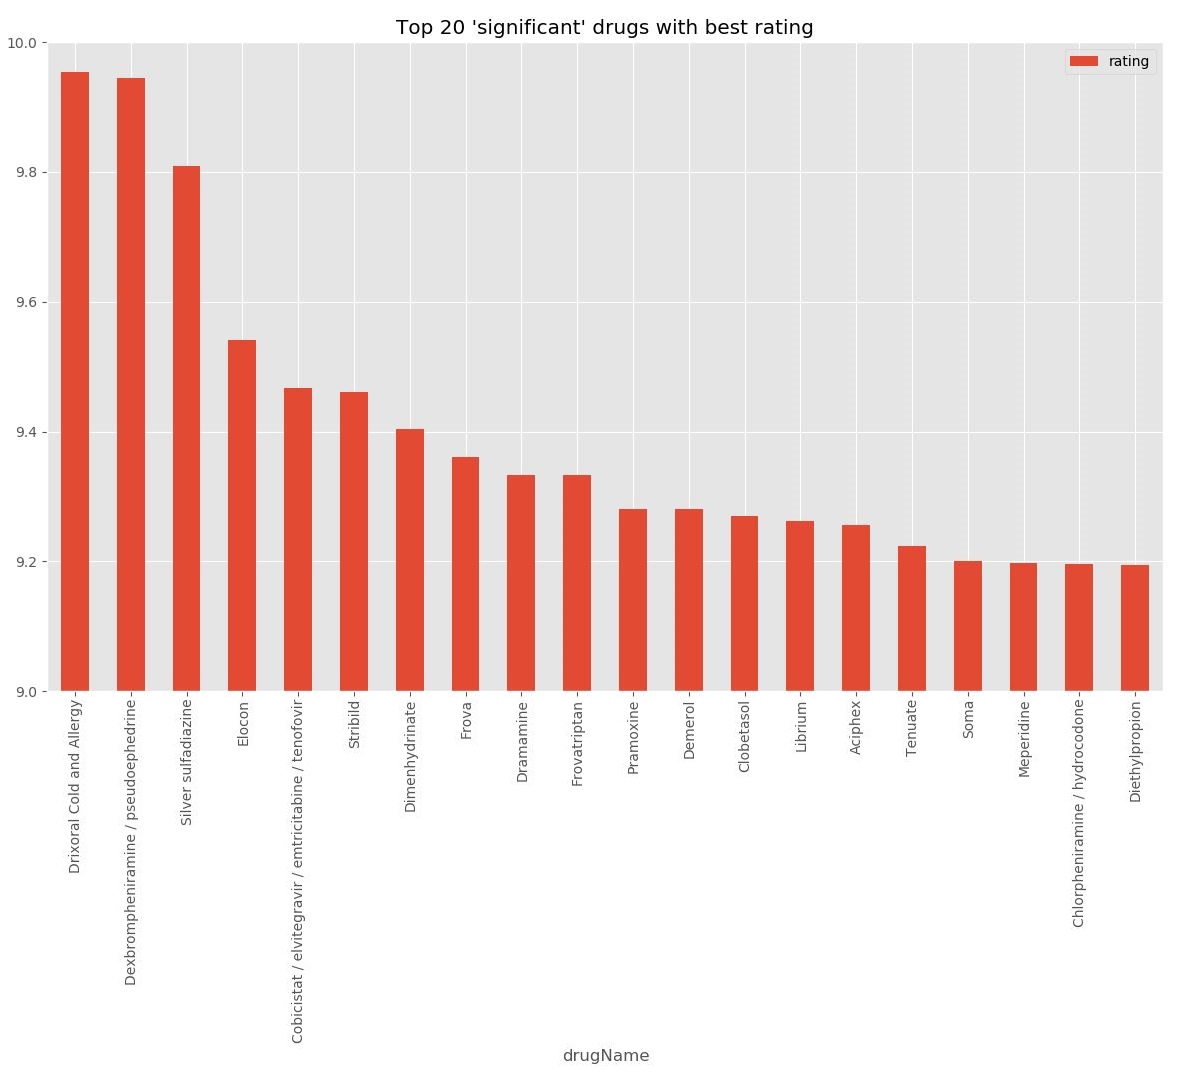 Top 20 'significant' drugs with best rating
rating
10.0
9.8
9.6
9.4
9.2
9.0
Drixoral Cold and Allergy
Dexbrompheniramine / pseudoephedrine
Silver sulfadiazine
Elocon
Cobicistat / elvitegravir / emtricitabine / tenofovir
Stribild
Dimenhydrinate
Frova
Dramamine
Frovatriptan
Pramoxine
Demerol
Clobetasol
Librium
Aciphex
Tenuate
Soma
Meperidine
Chlorpheniramine / hydrocodone
Diethylpropion
drugName